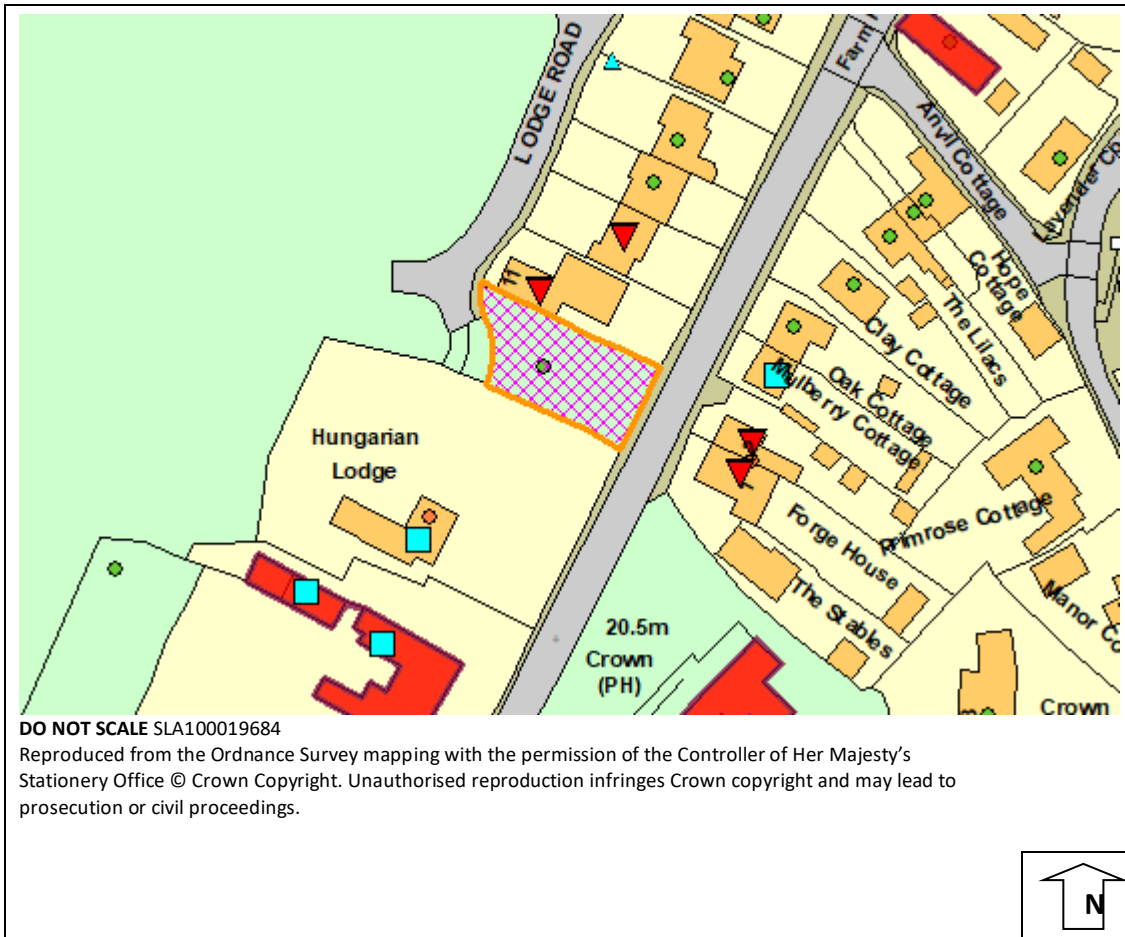 LODGE ROAD
Farm
Anvil Cottage
Lavender
Hope
Cottage
The Lilacs
11
Clay Cottage
Oak Cottage
Mulberry Cottage
Hungarian
Lodge
Primrose Cottage
Forge House
The Stables
Manor
20.5m
Crown
(PH)
Crown
DO NOT SCALE SLA100019684
Reproduced from the Ordnance Survey mapping with the permission of the Controller of Her Majesty's
Stationery Office © Crown Copyright. Unauthorised reproduction infringes Crown copyright and may lead to
prosecution or civil proceedings.
N